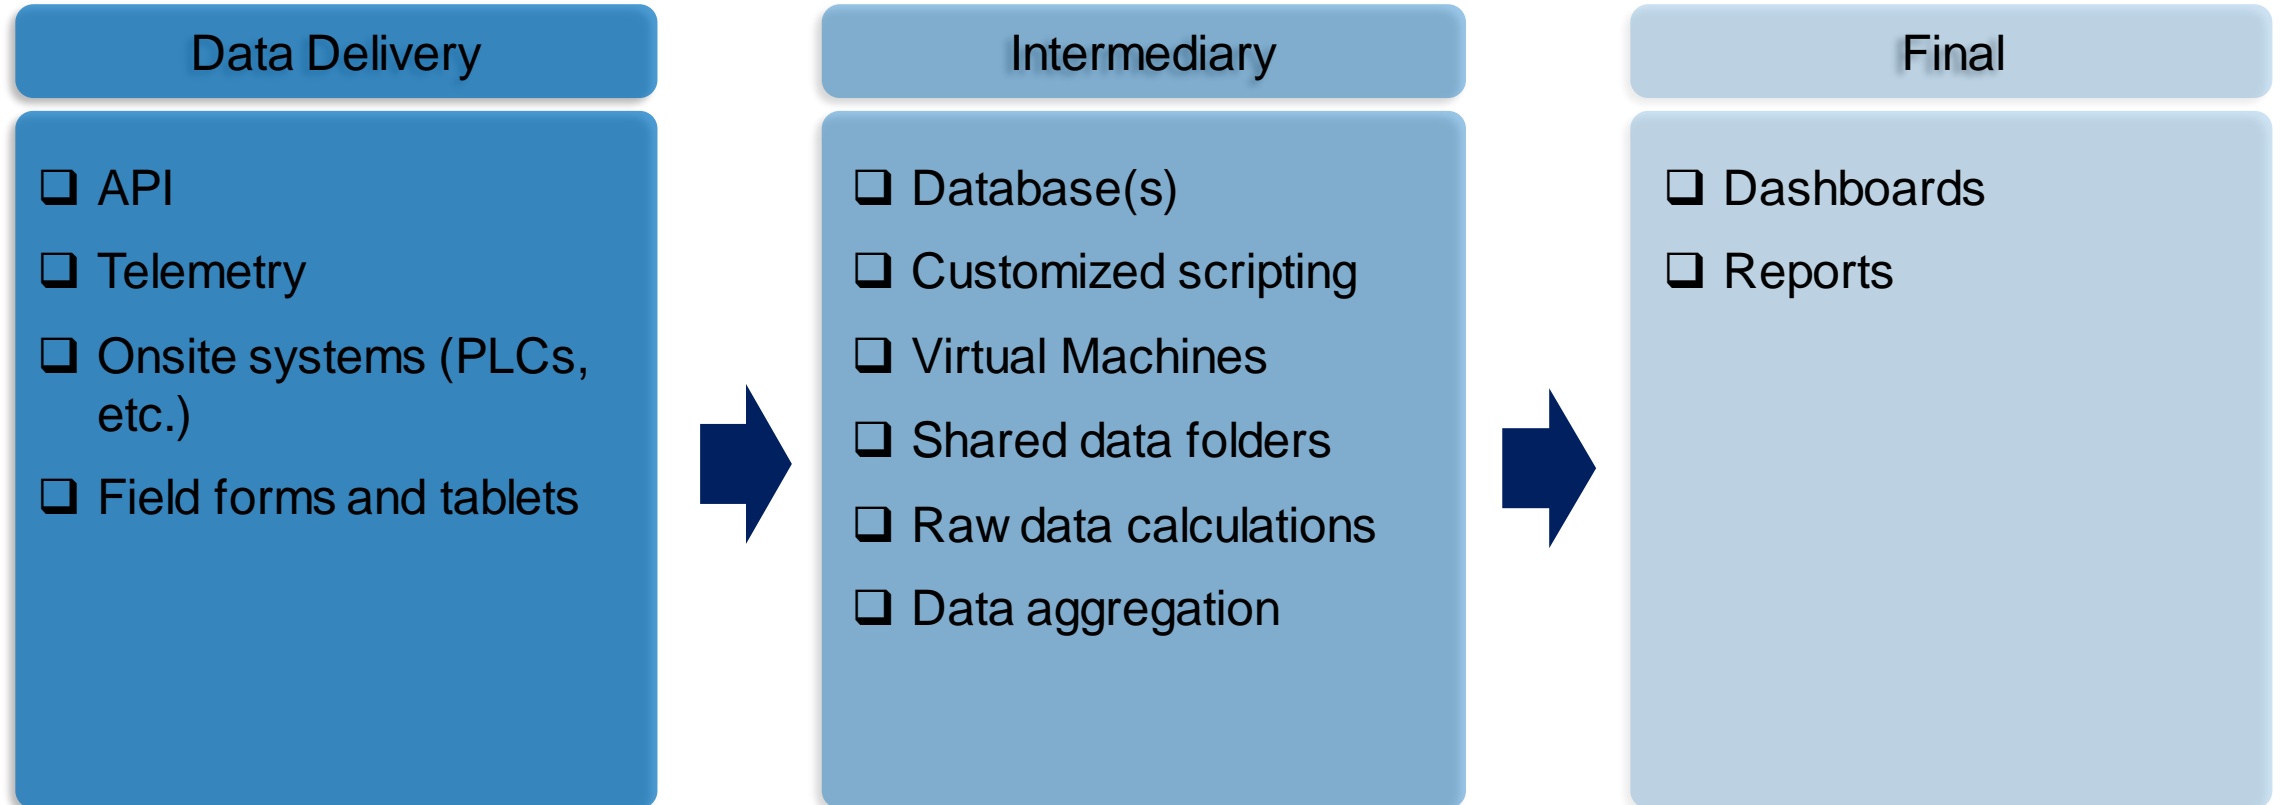 Data Delivery
API
Telemetry
Onsite systems (PLCs,
etc.)
Field forms and tablets
Intermediary
Database(s)
Customized scripting
Virtual Machines
Shared data folders
Raw data calculations
Data aggregation
Final
Dashboards
Reports